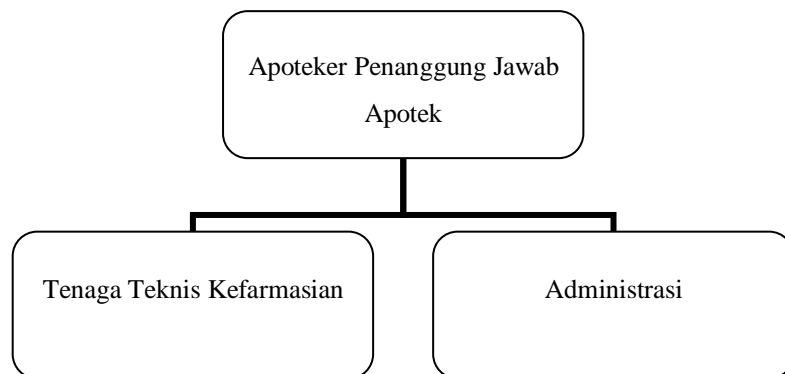 Apoteker Penanggung Jawab
Apotek
Tenaga Teknis Kefarmasian
Administrasi